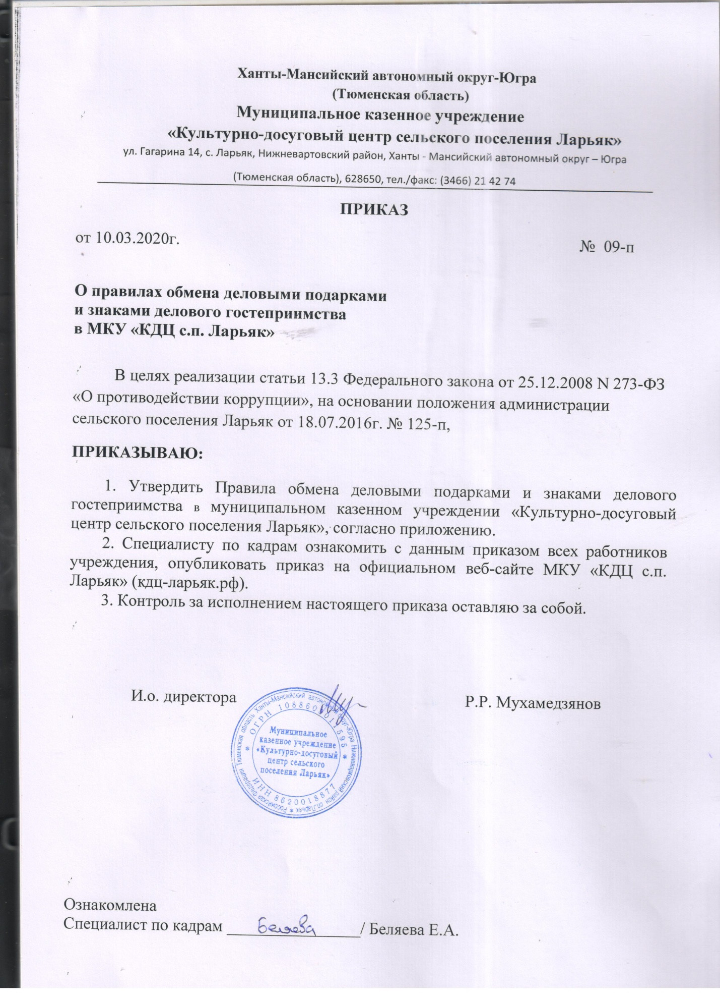 Ханты-Мансийский автономный округ-Югра
(Тюменская область)
Муниципальное казенное учреждение
«Культурно-досуговый центр сельского поселения Ларьяк»
ул. Гагарина 14, с. Ларьяк, Нижневартовский район, Ханты - Мансийский автономный округ – Югра
(Тюменская область), 628650, тел./факс: (3466) 21 42 74
ПРИКАЗ
от 10.03.2020г.
№ 09-п
О правилах обмена деловыми подарками
и знаками делового гостеприимства
в МКУ «КДЦ с.п. Ларьяк»
В целях реализации статьи 13.3 Федерального закона от 25.12.2008 N 273-ФЗ
«О противодействии коррупции», на основании положения администрации
сельского поселения Ларьяк от 18.07.2016г. № 125-п,
ПРИКАЗЫВАЮ:
1. Утвердить Правила обмена деловыми подарками и знаками делового
гостеприимства в муниципальном казенном учреждении «Культурно-досуговый
центр сельского поселения Ларьяк», согласно приложению.
2. Специалисту по кадрам ознакомить с данным приказом всех работников
учреждения, опубликовать приказ на официальном веб-сайте МКУ «КДЦ с.п.
Ларьяк» (кдц-ларьяк.рф).
3. Контроль за исполнением настоящего приказа оставляю за собой.
И.о. директора
Р.Р. Мухамедзянов
Российская Федерация Тюменская область Ханты-Мансийский автономный округ-Югра Нижневартовский район сп.Ларьяк *
* ОГРН
Муниципальное
казенное учреждение
«Культурно-досуговый
центр сельского
поселения Ларьяк»
ИНН 8620018877
Ознакомлена
Специалист по кадрам Беляева / Беляева Е.А.